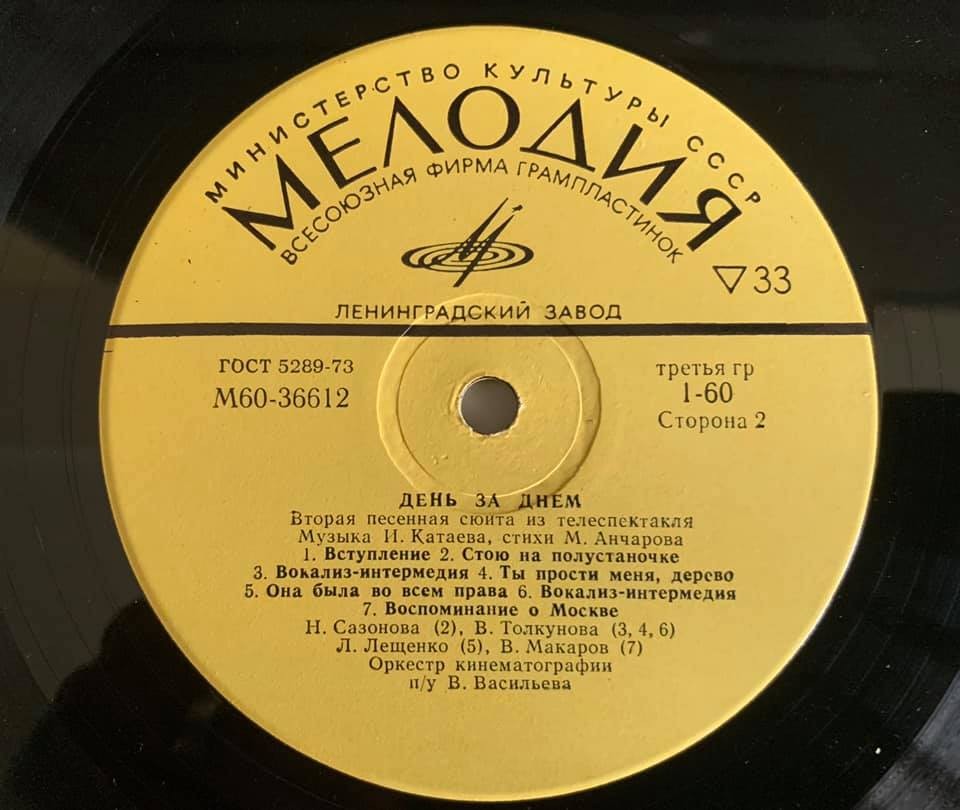 МИНИСТЕРСТВО КУЛЬТУРЫ СССР
МЕЛОДИЯ
ВСЕСОЮЗНАЯ ФИРМА ГРАМПЛАСТИНОК
▽33
ЛЕНИНГРАДСКИЙ ЗАВОД
ГОСТ 5289-73
М60-36612
третья гр
1-60
Сторона 2
ДЕНЬ ЗА ДНЕМ
Вторая песенная сюита из телеспектакля
Музыка И. Катаева, стихи М. Анчарова
1. Вступление 2. Стою на полустаночке
3. Вокализ-интермедия 4. Ты прости меня, дерево
5. Она была во всем права 6. Вокализ-интермедия
7. Воспоминание о Москве
Н. Сазонова (2), В. Толкунова (3, 4, 6)
Л. Лещенко (5), В. Макаров (7)
Оркестр кинематографии
п/у В. Васильева